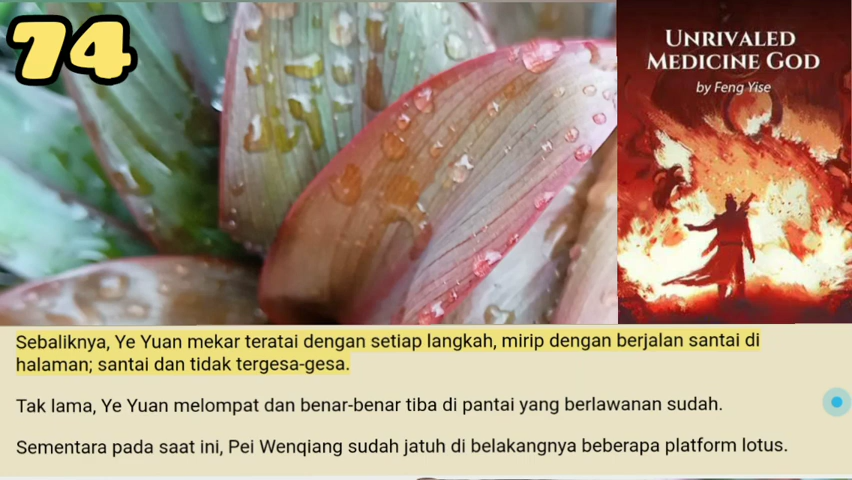 74
UNRIVALED
MEDICINE GOD
by Feng Yise
Sebaliknya, Ye Yuan mekar teratai dengan setiap langkah, mirip dengan berjalan santai di
halaman; santai dan tidak tergesa-gesa.
Tak lama, Ye Yuan melompat dan benar-benar tiba di pantai yang berlawanan sudah.
Sementara pada saat ini, Pei Wenqiang sudah jatuh di belakangnya beberapa platform lotus.